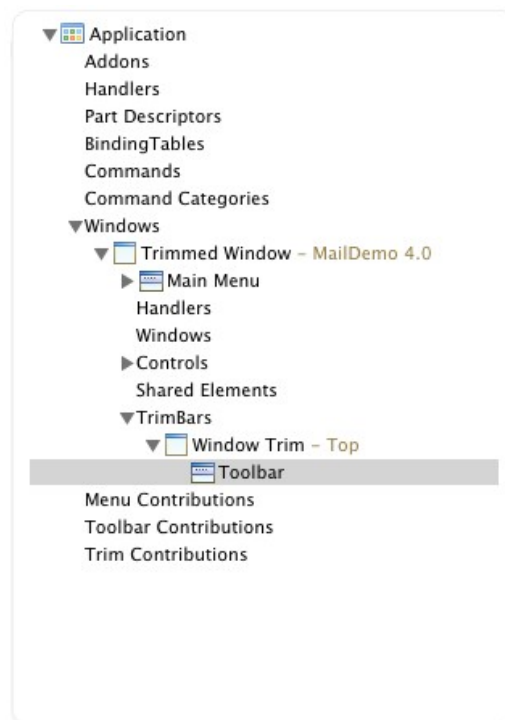 Application
Addons
Handlers
Part Descriptors
BindingTables
Commands
Command Categories
Windows
Trimmed Window – MailDemo 4.0
Main Menu
Handlers
Windows
Controls
Shared Elements
TrimBars
Window Trim – Top
Toolbar
Menu Contributions
Toolbar Contributions
Trim Contributions